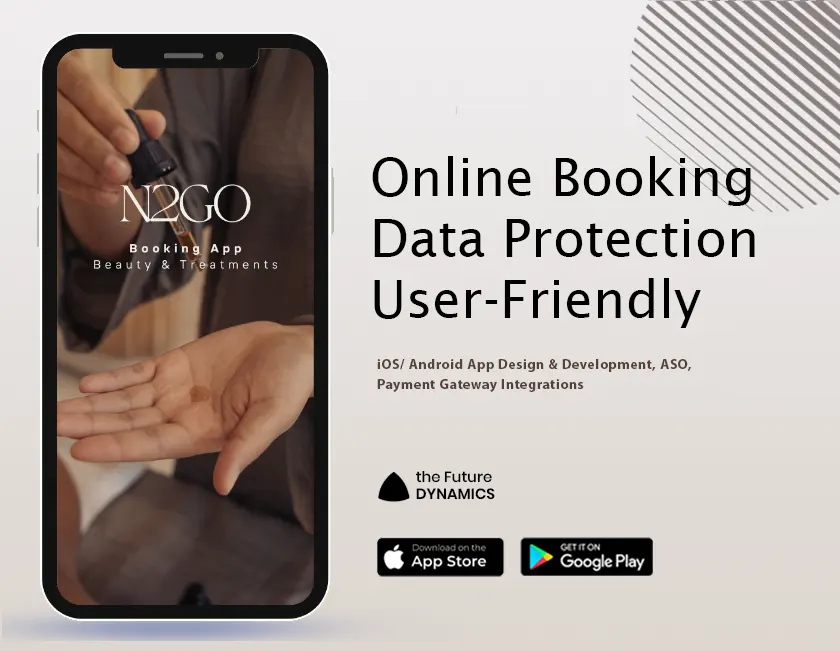 N2GO
Booking App
Beauty & Treatments
Online Booking
Data Protection
User-Friendly
iOS/ Android App Design & Development, ASO,
Payment Gateway Integrations
the Future
DYNAMICS
Download on the
App Store
GET IT ON
Google Play